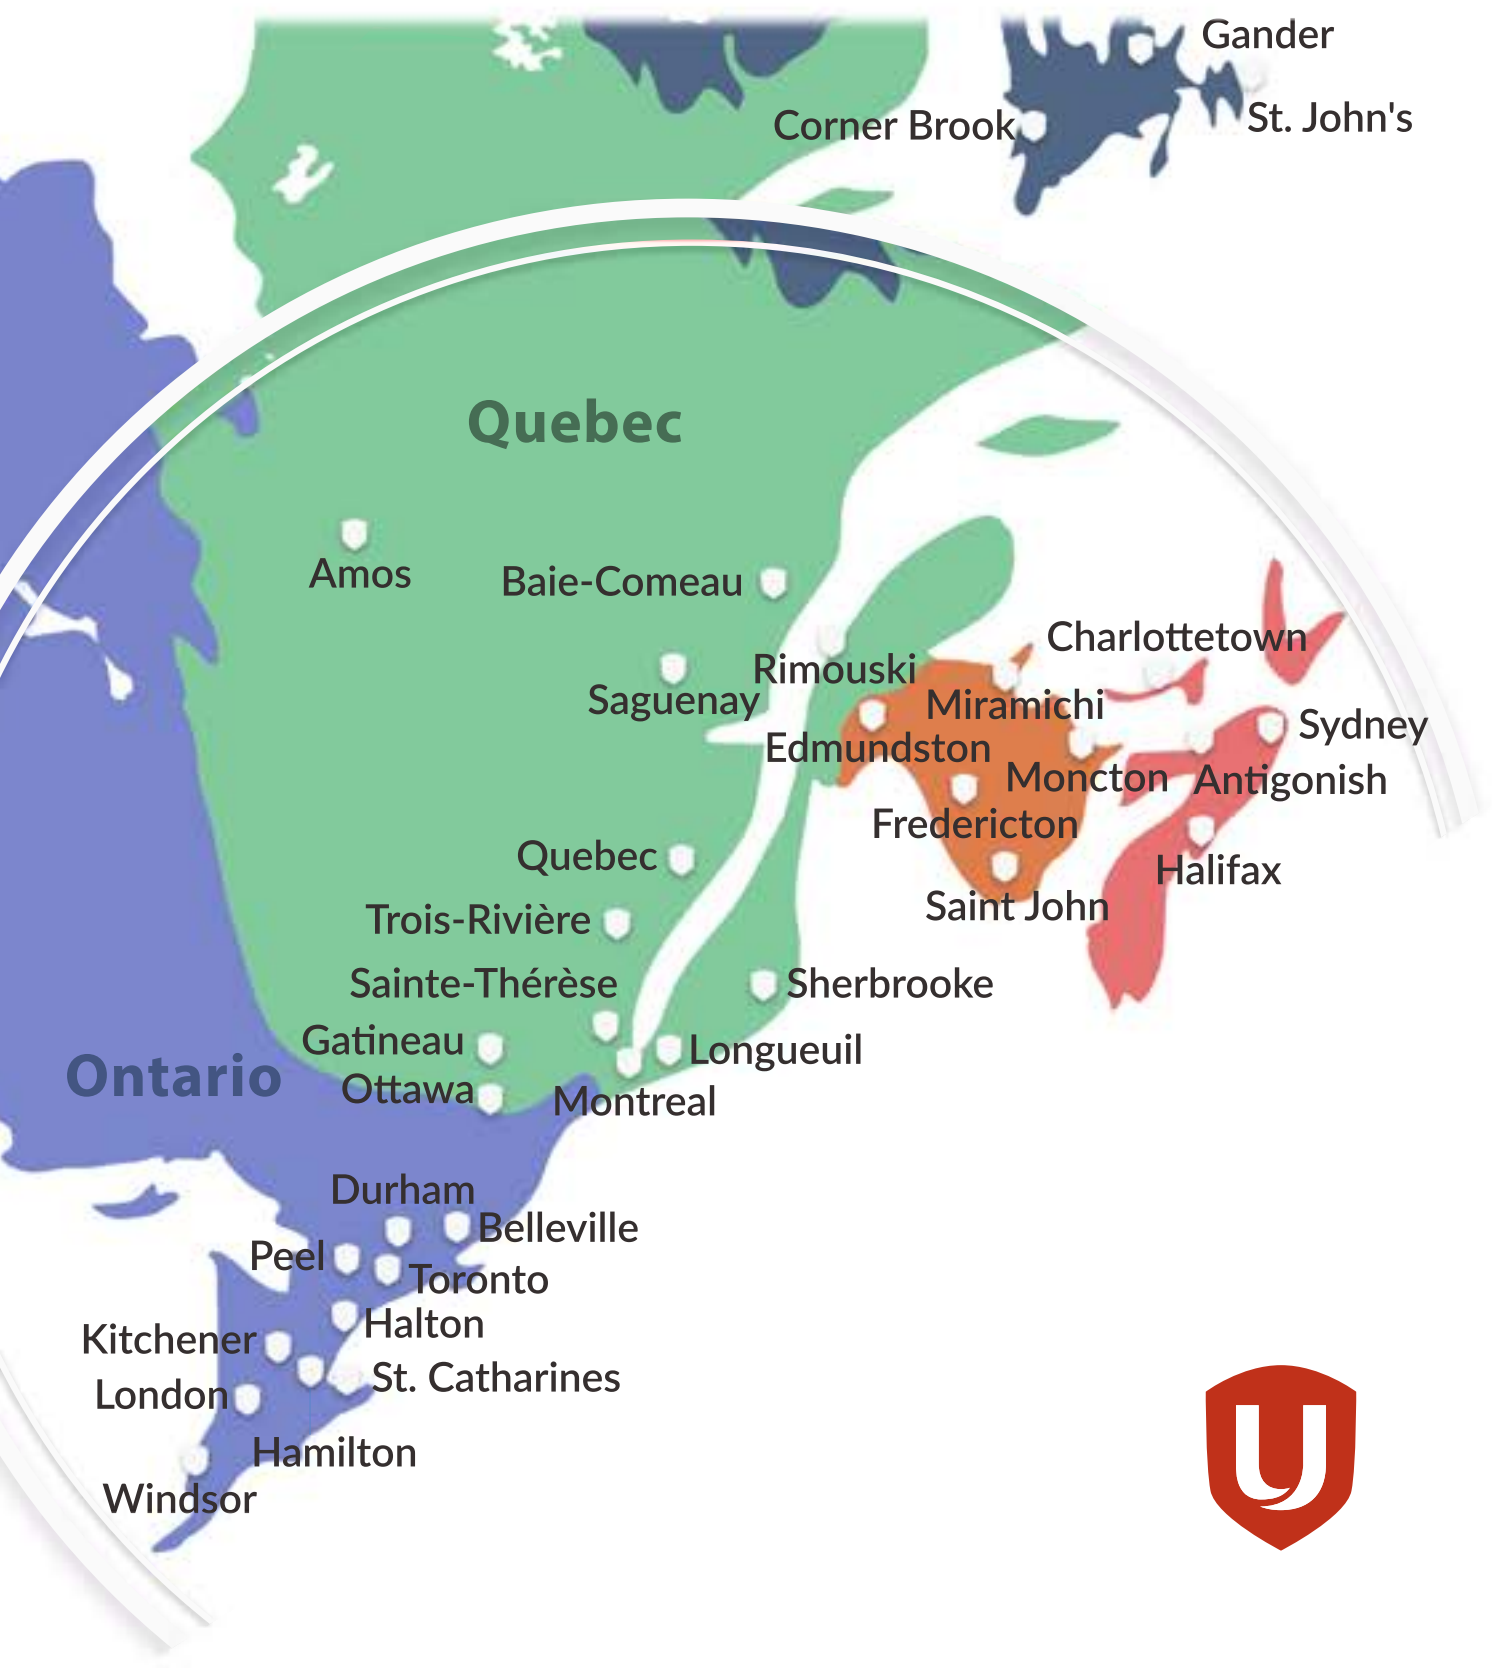 Gander
Corner Brook
St. John's
Quebec
Amos
Baie-Comeau
Charlottetown
Rimouski
Saguenay
Miramichi
Sydney
Edmundston
Moncton
Antigonish
Fredericton
Quebec
Halifax
Saint John
Trois-Rivière
Sainte-Thérèse
Sherbrooke
Gatineau
Longueuil
Ontario
Ottawa
Montreal
Durham
Belleville
Peel
Toronto
Halton
Kitchener
St. Catharines
London
Hamilton
Windsor
U